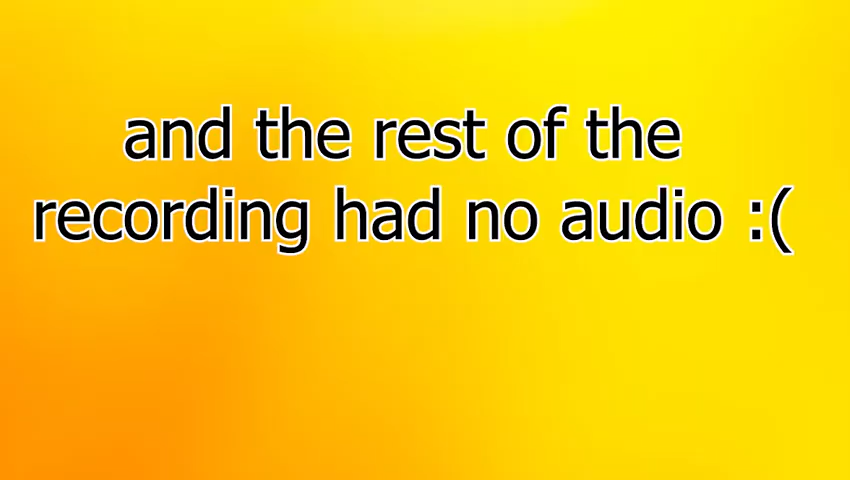 and the rest of the
recording had no audio :(